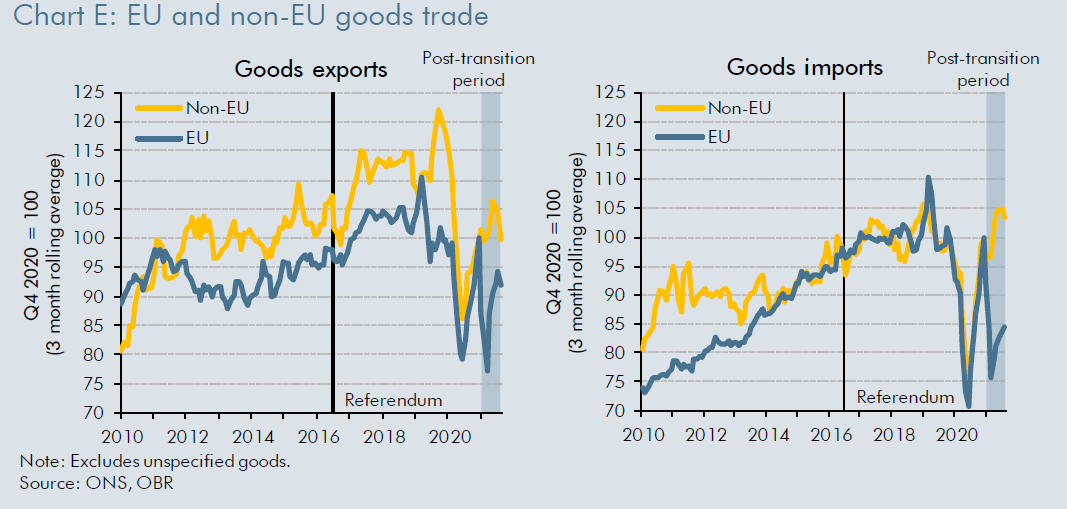 Chart E: EU and non-EU goods trade
Goods exports
Post-transition
period
Non-EU
EU
Q4 2020 = 100
(3 month rolling average)
125
120
115
110
105
100
95
90
85
80
75
70
Referendum
2010 2012 2014 2016 2018 2020
Goods imports
Post-transition
period
Non-EU
EU
Q4 2020 = 100
(3 month rolling average)
125
120
115
110
105
100
95
90
85
80
75
70
Referendum
2010 2012 2014 2016 2018 2020
Note: Excludes unspecified goods.
Source: ONS, OBR